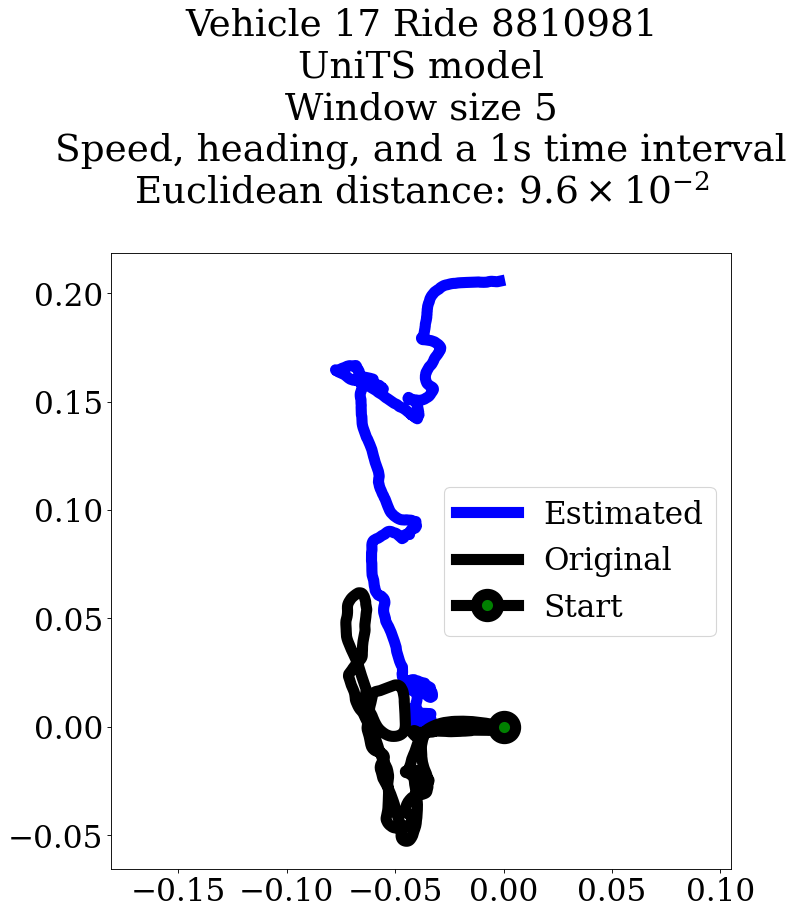 Vehicle 17 Ride 8810981
UniTS model
Window size 5
Speed, heading, and a 1s time interval
Euclidean distance: 9.6 × 10⁻²
0.20
0.15
0.10
0.05
0.00
−0.05
Estimated
Original
Start
−0.15 −0.10 −0.05 0.00 0.05 0.10